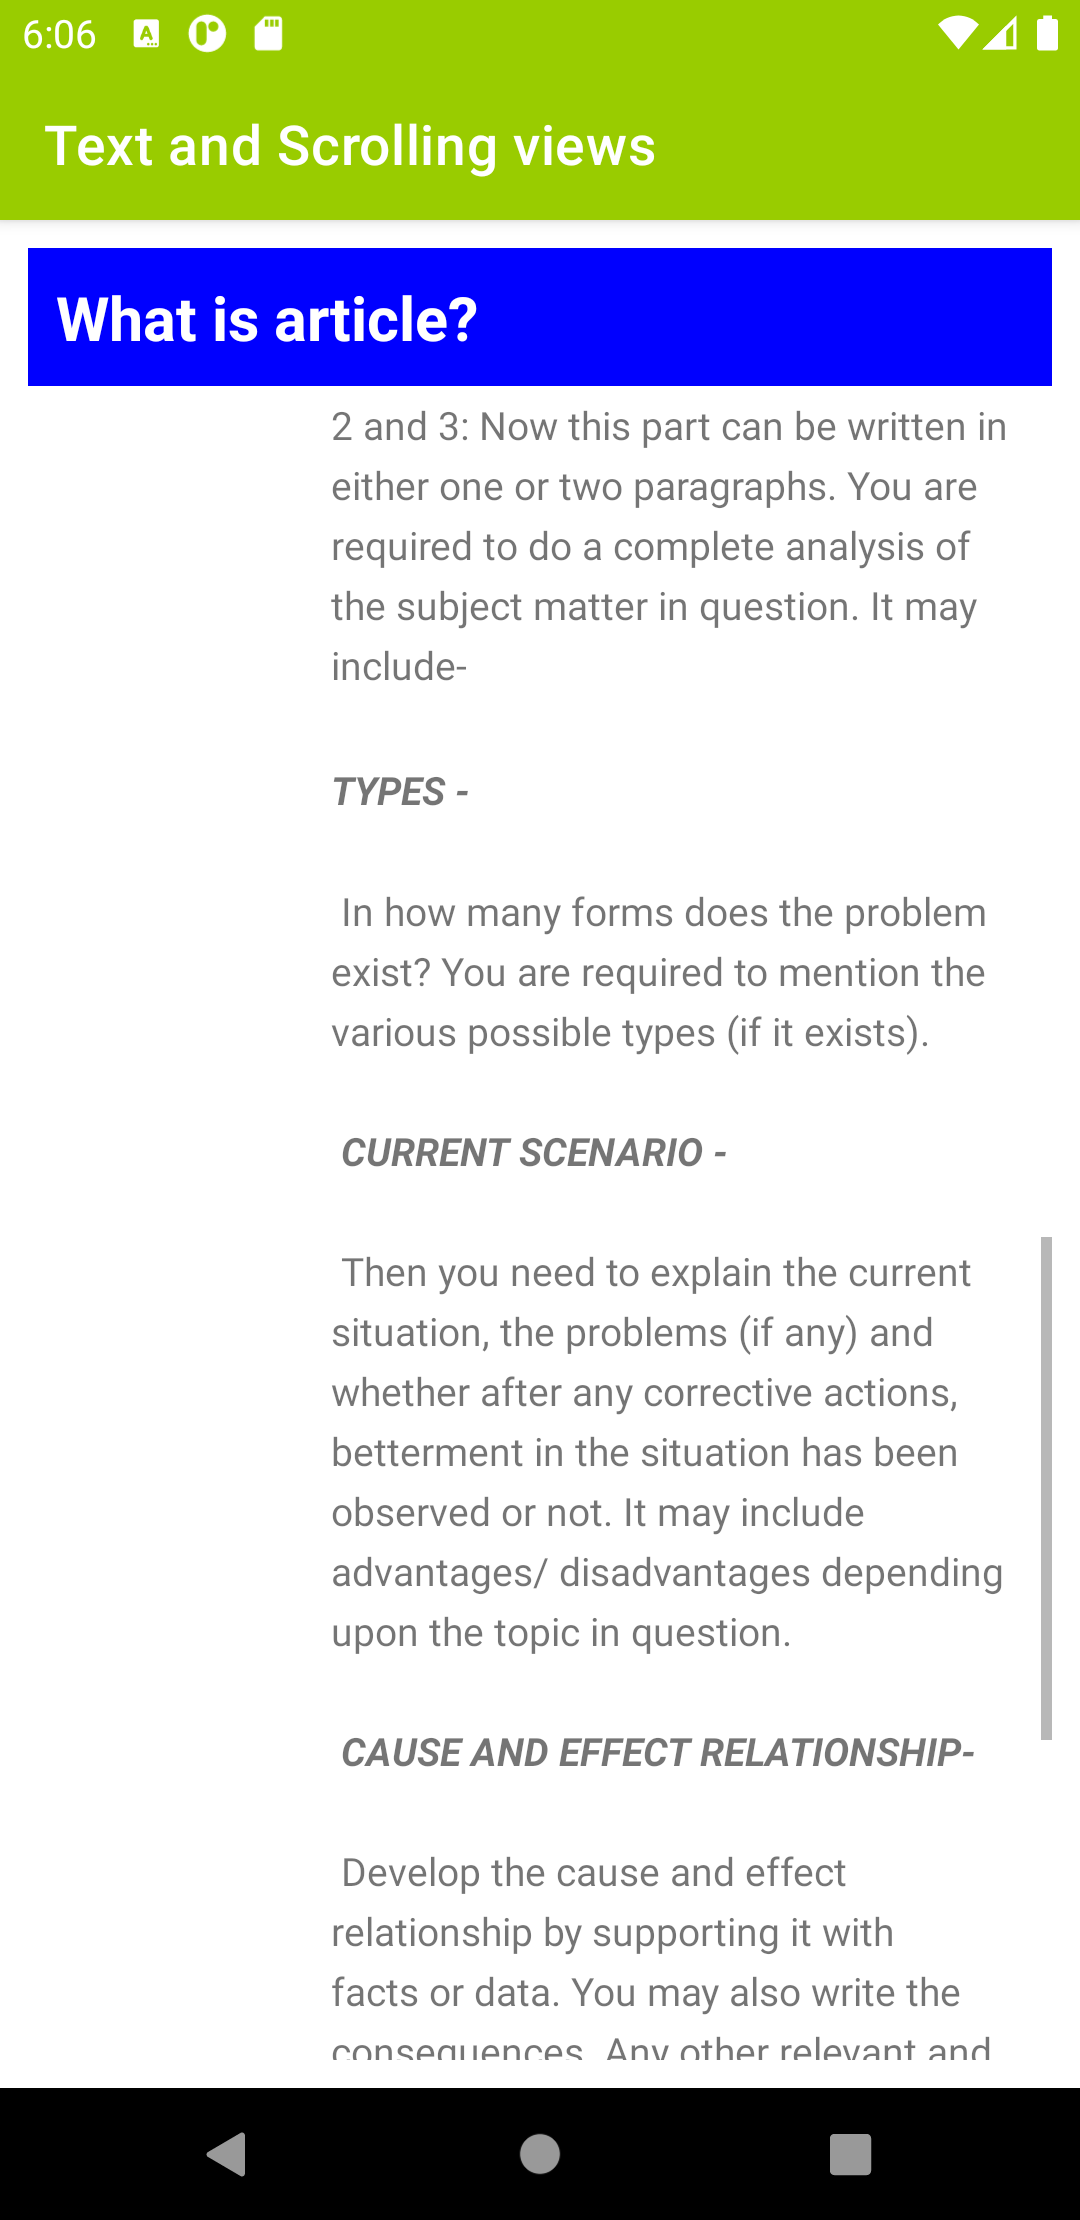 6:06
Text and Scrolling views
What is article?
2 and 3: Now this part can be written in
either one or two paragraphs. You are
required to do a complete analysis of
the subject matter in question. It may
include-
TYPES -
In how many forms does the problem
exist? You are required to mention the
various possible types (if it exists).
CURRENT SCENARIO -
Then you need to explain the current
situation, the problems (if any) and
whether after any corrective actions,
betterment in the situation has been
observed or not. It may include
advantages/ disadvantages depending
upon the topic in question.
CAUSE AND EFFECT RELATIONSHIP-
Develop the cause and effect
relationship by supporting it with
facts or data. You may also write the
consequences. Any other relevant and